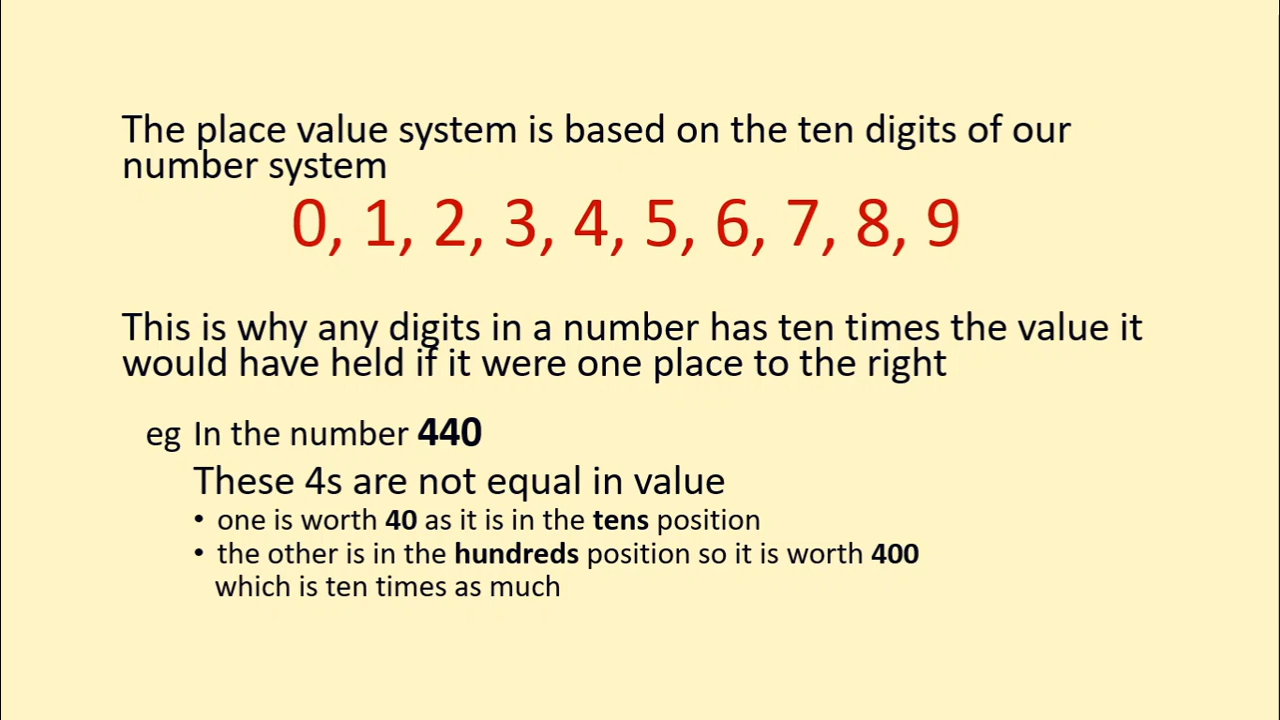 The place value system is based on the ten digits of our
number system
0, 1, 2, 3, 4, 5, 6, 7, 8, 9
This is why any digits in a number has ten times the value it
would have held if it were one place to the right
eg In the number 440
These 4s are not equal in value
• one is worth 40 as it is in the tens position
• the other is in the hundreds position so it is worth 400
which is ten times as much